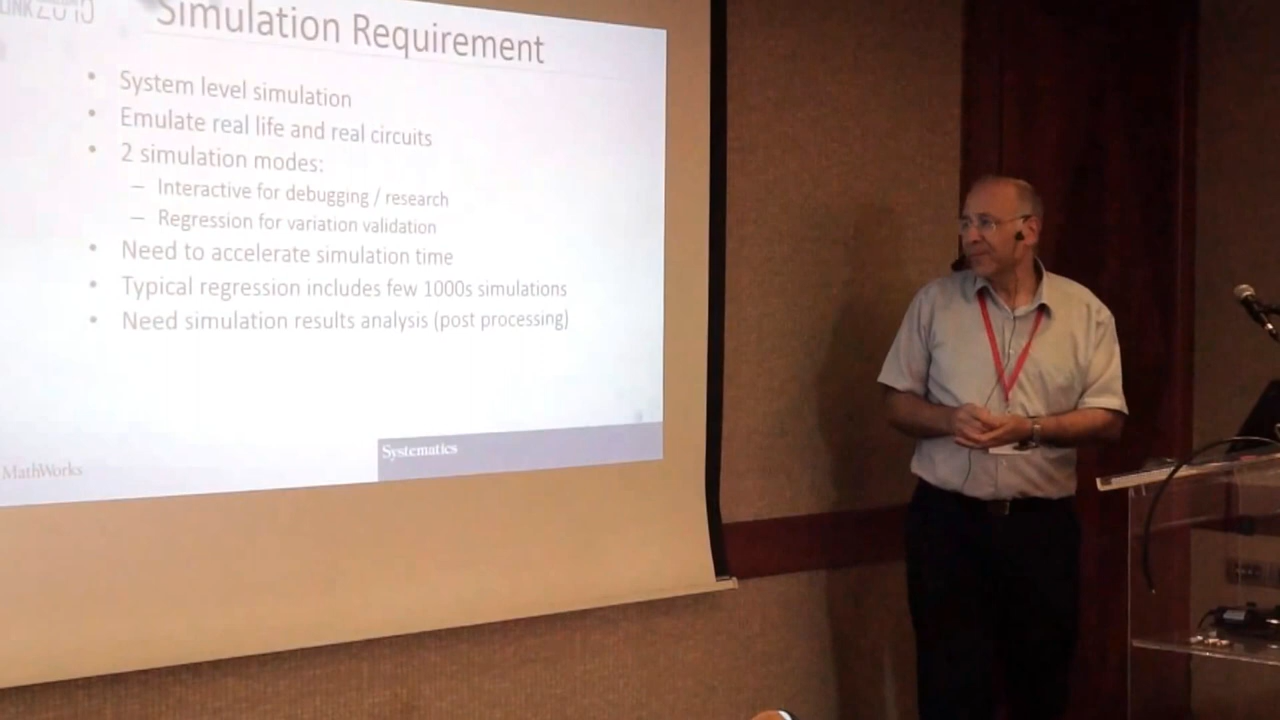 Simulation Requirement
• System level simulation
• Emulate real life and real circuits
• 2 simulation modes:
– Interactive for debugging / research
– Regression for variation validation
• Need to accelerate simulation time
• Typical regression includes few 1000s simulations
• Need simulation results analysis (post processing)
MathWorks
Systematics